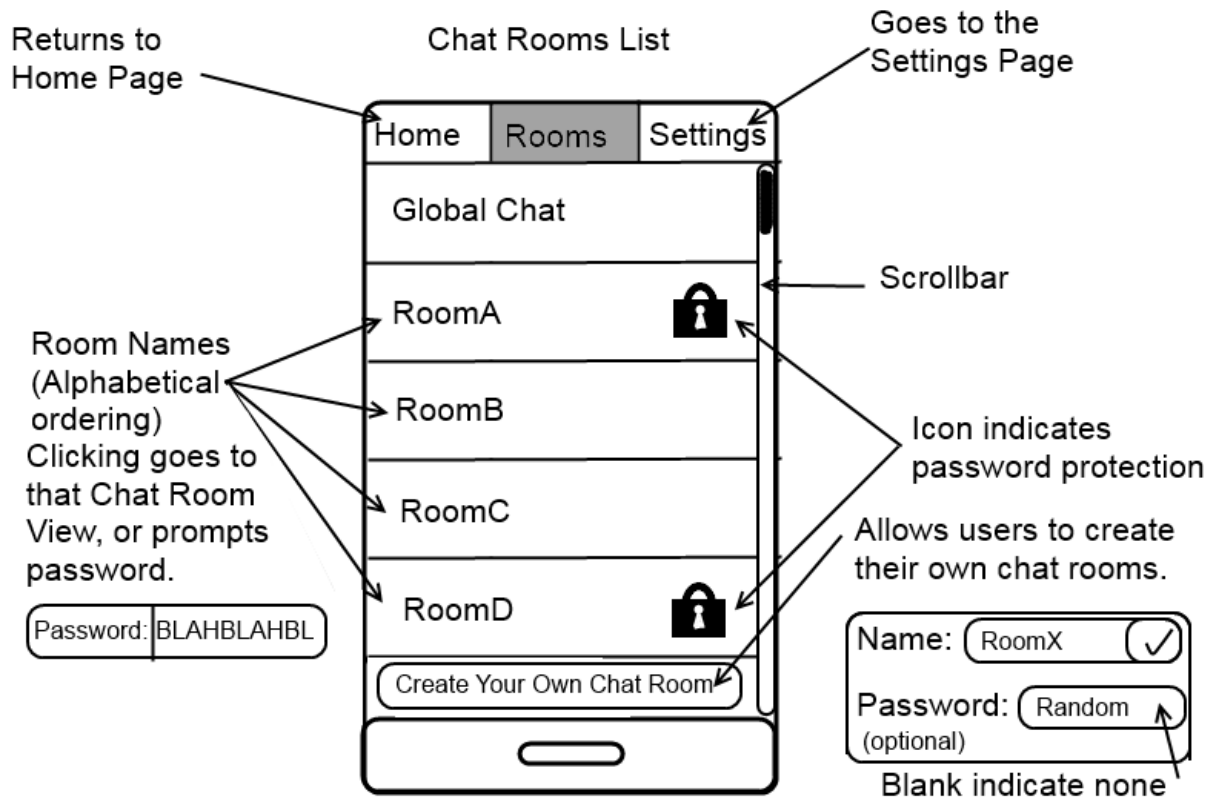 Returns to
Home Page
Chat Rooms List
Goes to the
Settings Page
Home
Rooms
Settings
Global Chat
RoomA
RoomB
RoomC
RoomD
Create Your Own Chat Room
Scrollbar
Room Names
(Alphabetical
ordering)
Clicking goes to
that Chat Room
View, or prompts
password.
Password: BLAHBLAHBL
Icon indicates
password protection
Allows users to create
their own chat rooms.
Name: RoomX
Password: Random
(optional)
Blank indicate none